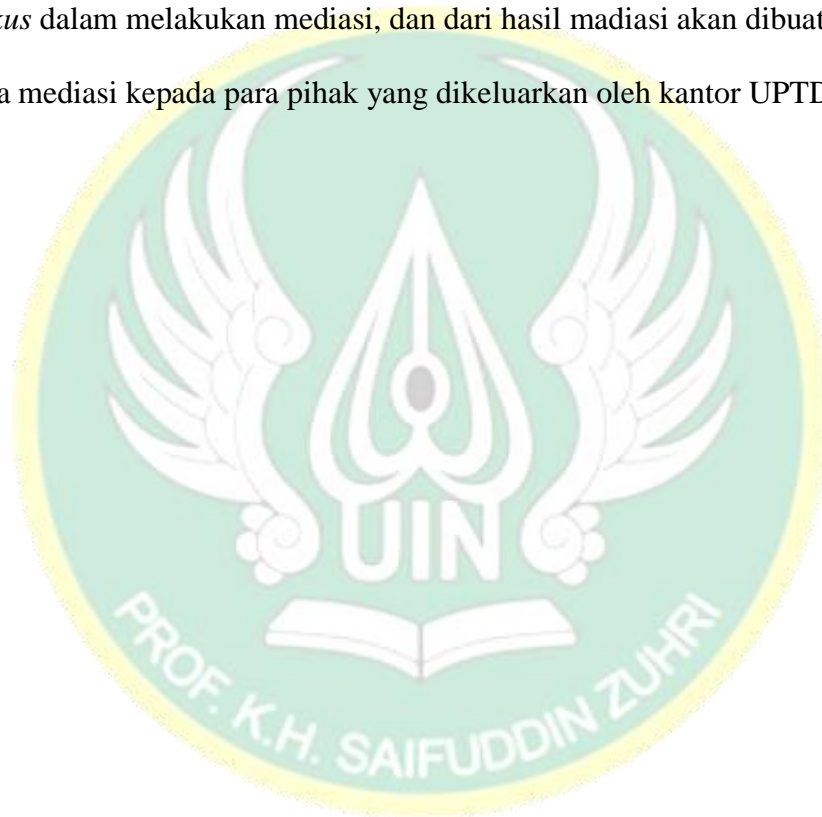 kus dalam melakukan mediasi, dan dari hasil madiasi akan dibuat
a mediasi kepada para pihak yang dikeluarkan oleh kantor UPTD
UIN
PROF. K.H. SAIFUDDIN ZUHRI